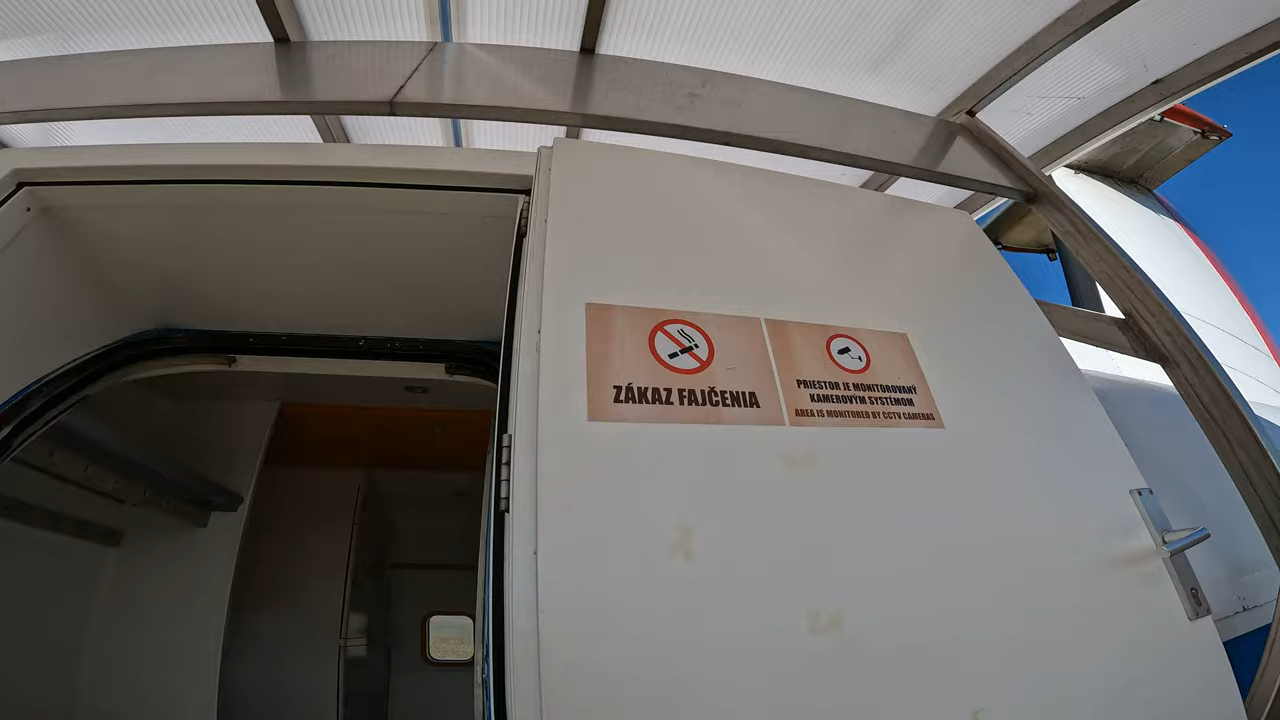 ZÁKAZ FAJČENIA
PRIESTOR JE MONITOROVANÝ
KAMEROVÝM SYSTÉMOM
AREA IS MONITORED BY CCTV CAMERAS